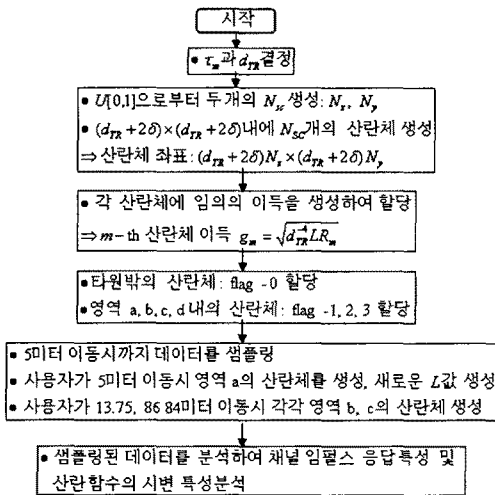 시작
• τₘ과 d_TR 결정
• U[0,1]으로부터 두개의 N_sc 생성: Nₓ, N_y
• (d_TR+2δ)×(d_TR+2δ)내에 N_SC개의 산란체 생성
⇒ 산란체 좌표: (d_TR+2δ)Nₓ×(d_TR+2δ)N_y
• 각 산란체에 임의의 이득을 생성하여 할당
⇒ m-th 산란체 이득 gₘ = √(d_TR⁻⁴LRₘ)
• 타원밖의 산란체: flag -0 할당
• 영역 a, b, c, d 내의 산란체: flag -1, 2, 3 할당
• 5미터 이동시까지 데이터를 샘플링
• 사용자가 5미터 이동시 영역 a의 산란체를 생성, 새로운 L값 생성
• 사용자가 13.75, 86 84미터 이동시 각각 영역 b, c의 산란체 생성
• 샘플링된 데이터를 분석하여 채널 임펄스 응답특성 및
산란함수의 시변 특성분석